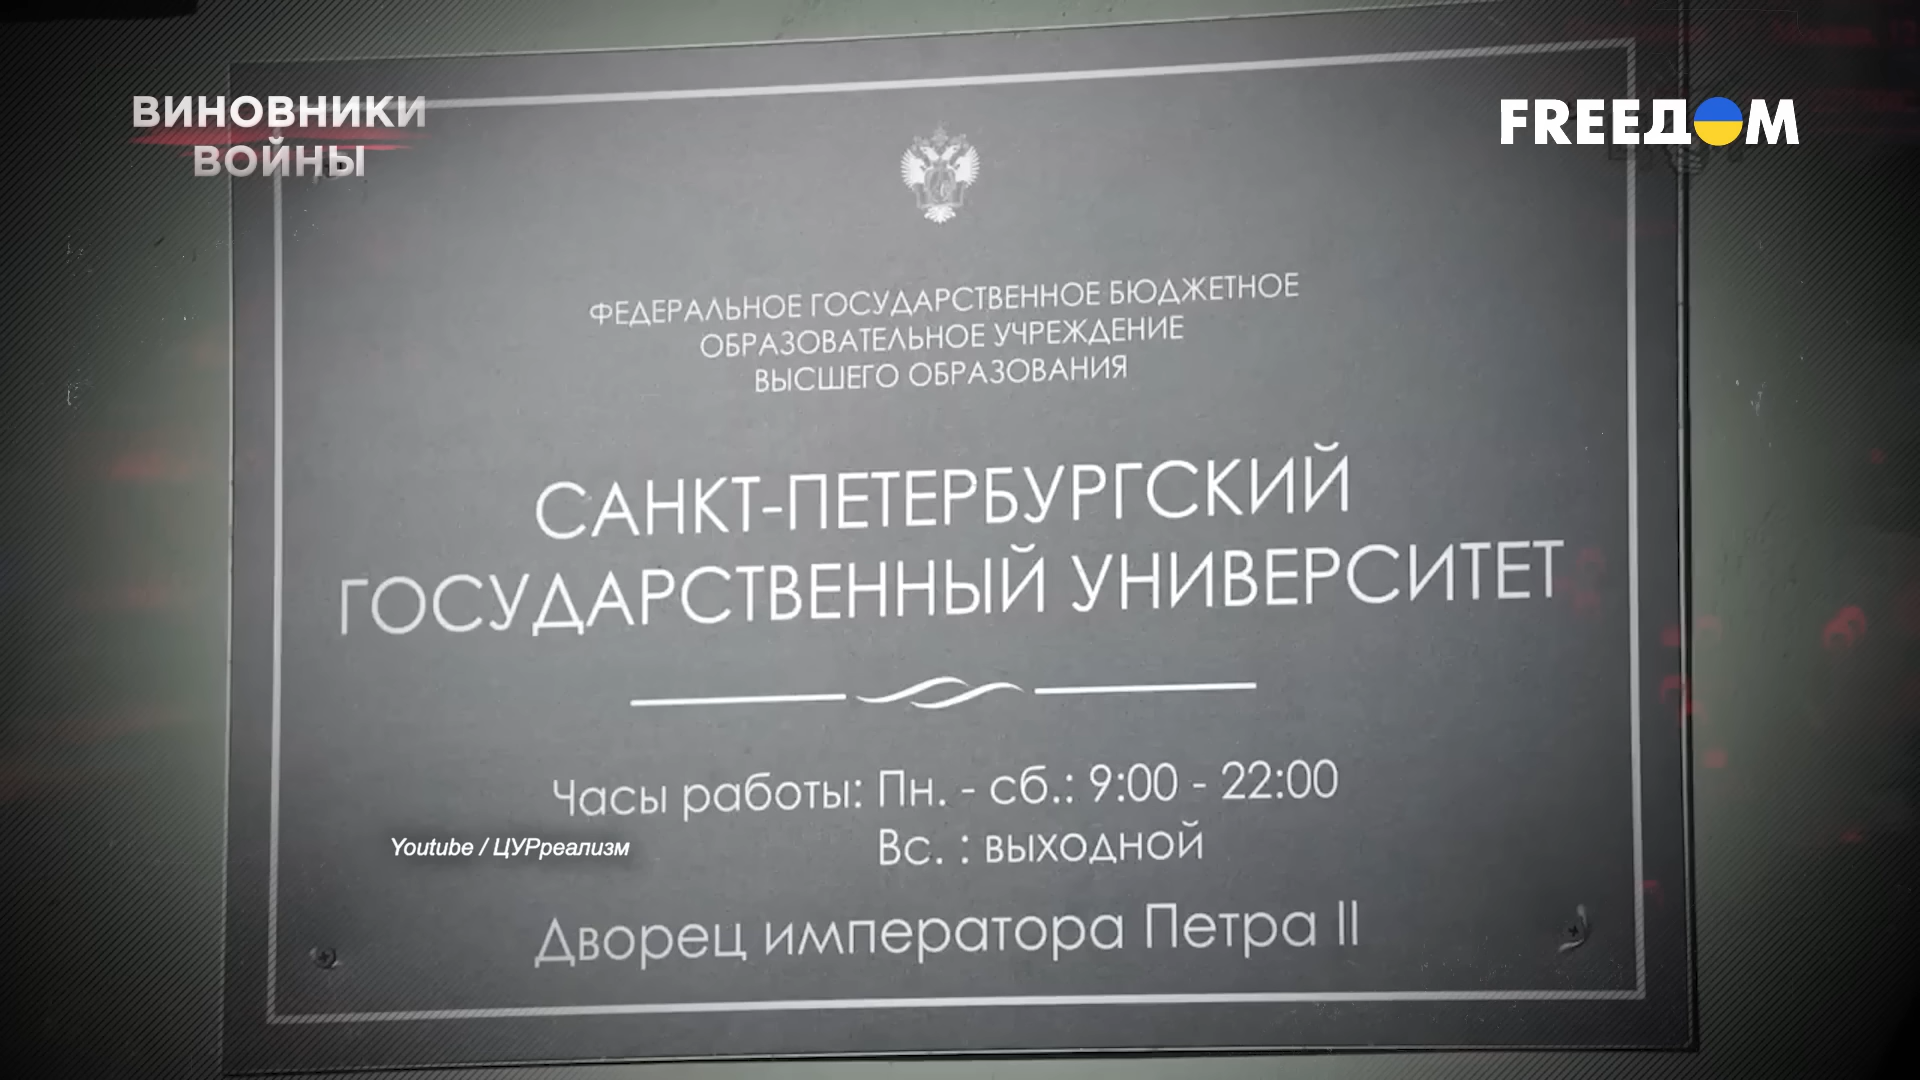 ВИНОВНИКИ
ВОЙНЫ
FREEДOM
ФЕДЕРАЛЬНОЕ ГОСУДАРСТВЕННОЕ БЮДЖЕТНОЕ
ОБРАЗОВАТЕЛЬНОЕ УЧРЕЖДЕНИЕ
ВЫСШЕГО ОБРАЗОВАНИЯ
САНКТ-ПЕТЕРБУРГСКИЙ
ГОСУДАРСТВЕННЫЙ УНИВЕРСИТЕТ
Часы работы: Пн. - сб.: 9:00 - 22:00
Вс. : выходной
Youtube / ЦУРреализм
Дворец императора Петра II